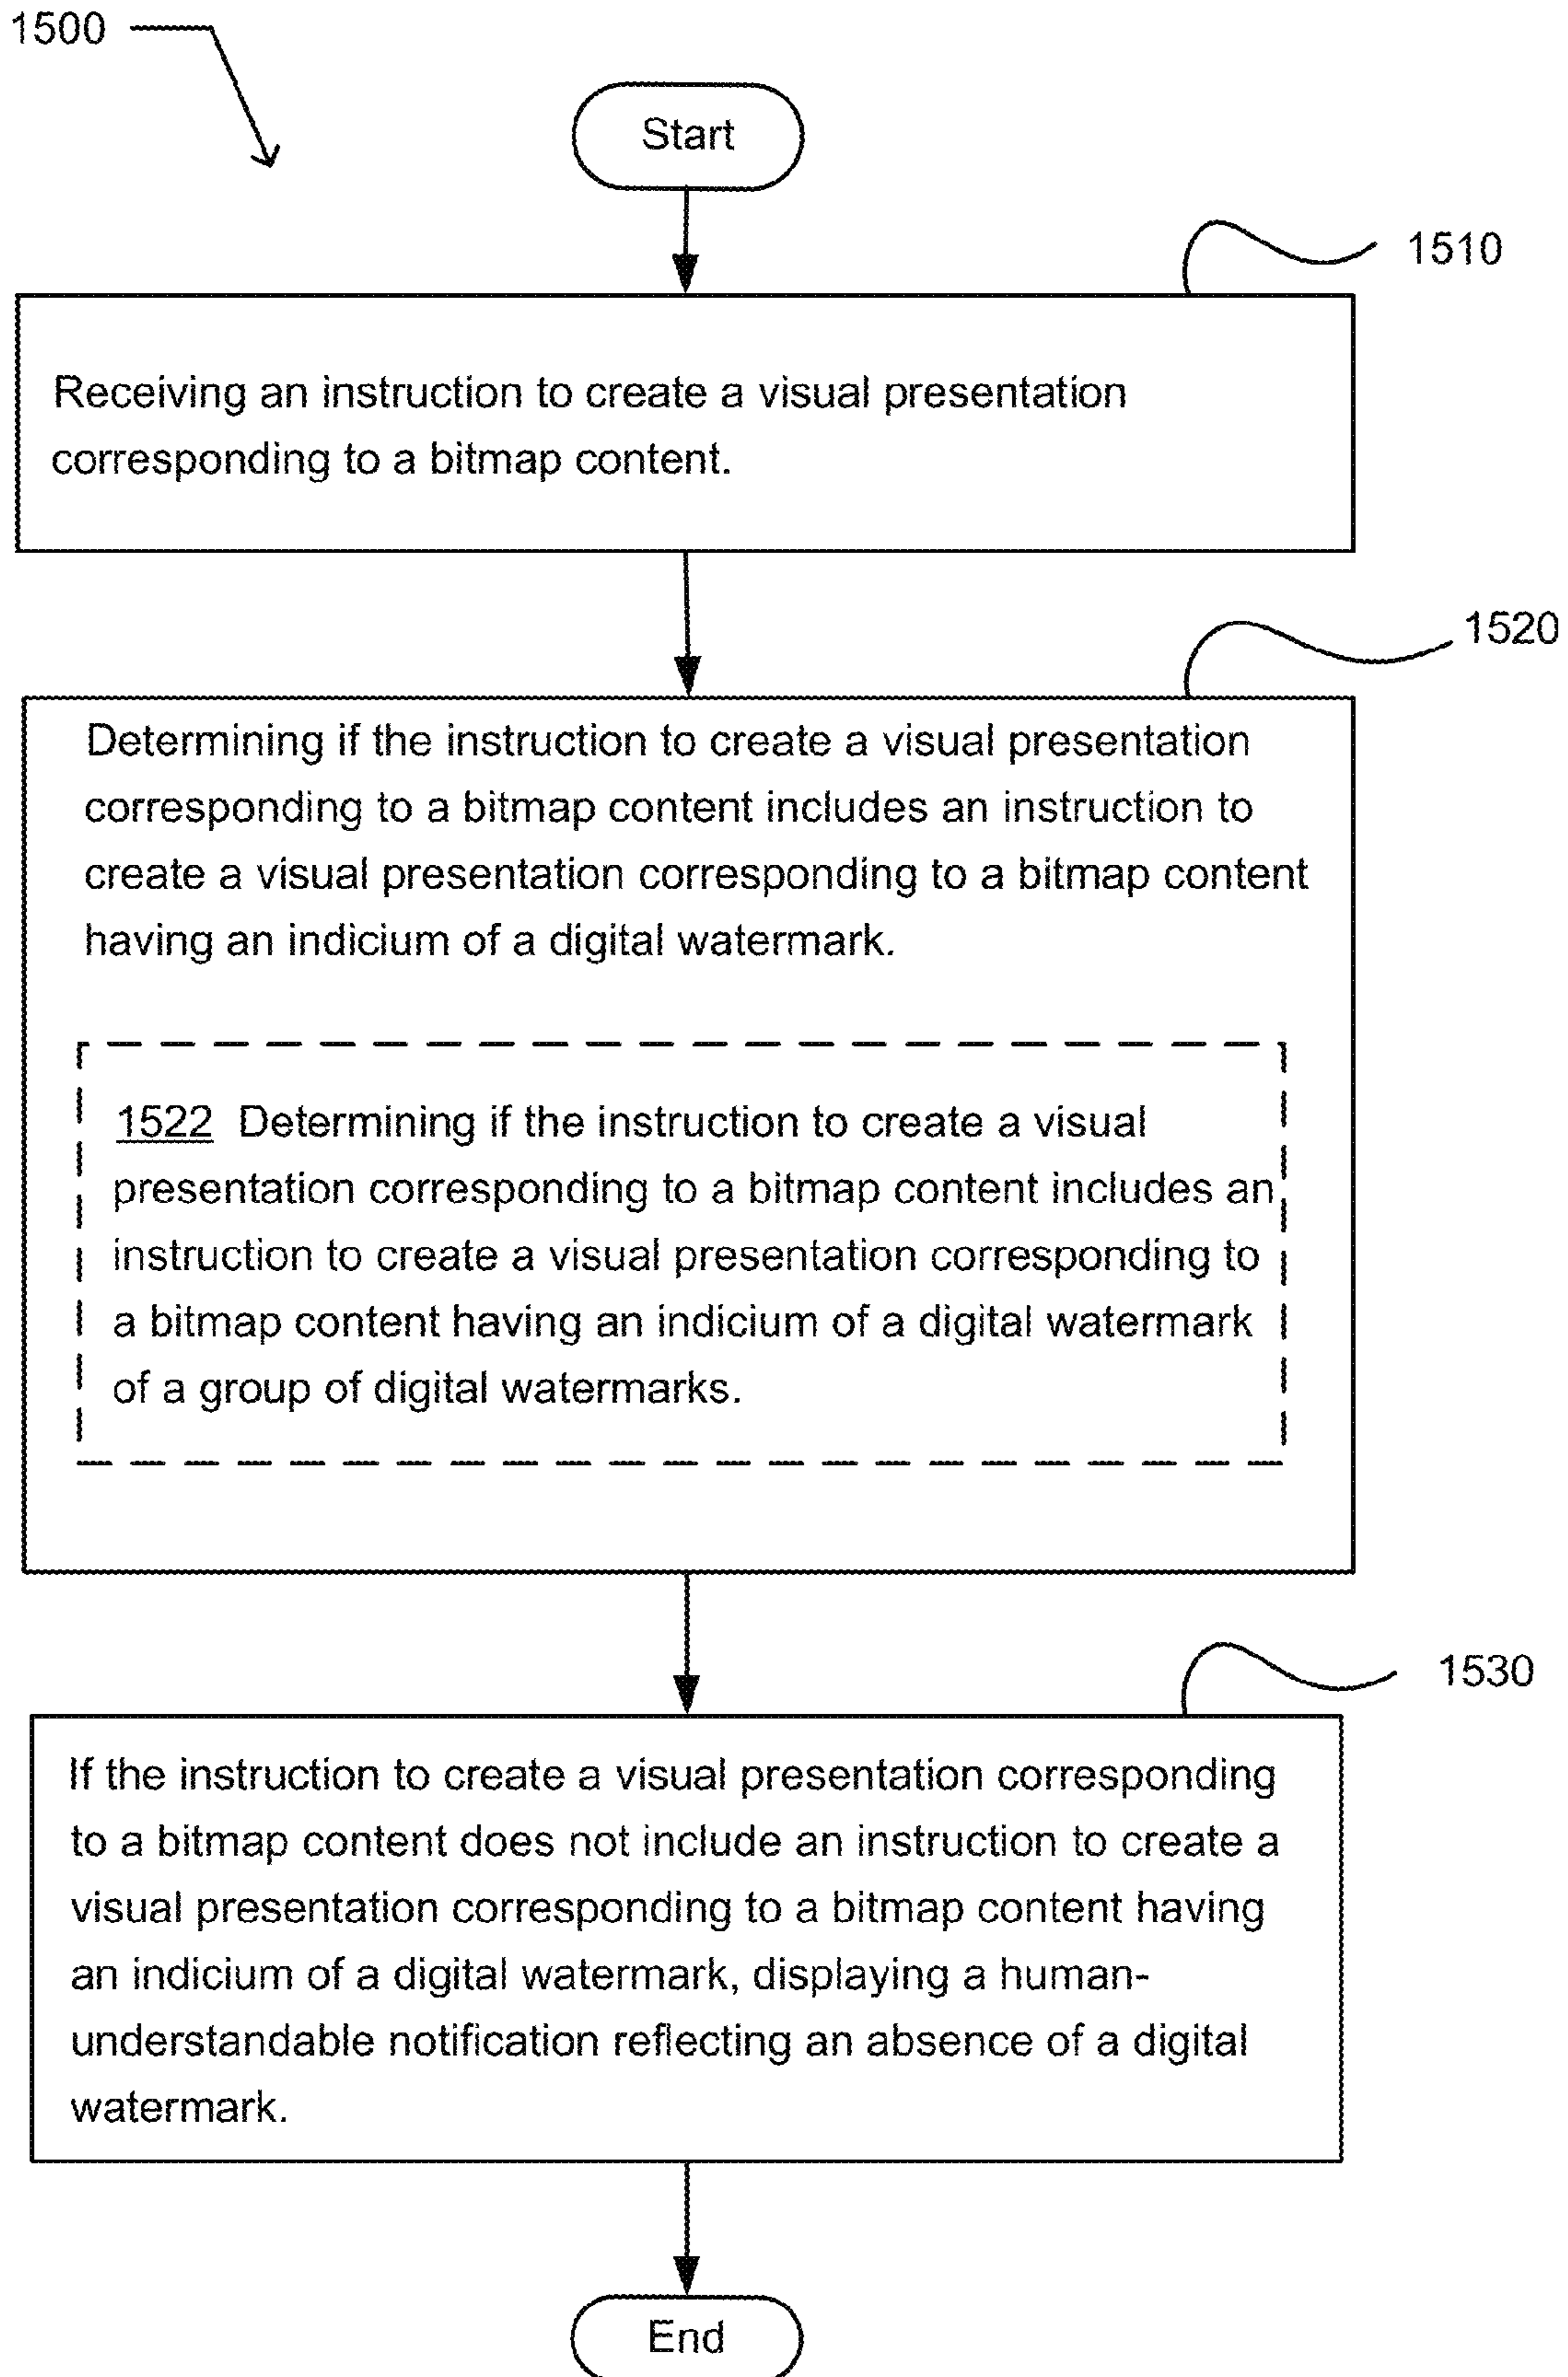 1500
Start
1510
Receiving an instruction to create a visual presentation
corresponding to a bitmap content.
1520
Determining if the instruction to create a visual presentation
corresponding to a bitmap content includes an instruction to
create a visual presentation corresponding to a bitmap content
having an indicium of a digital watermark.
1522 Determining if the instruction to create a visual
presentation corresponding to a bitmap content includes an
instruction to create a visual presentation corresponding to
a bitmap content having an indicium of a digital watermark
of a group of digital watermarks.
1530
If the instruction to create a visual presentation corresponding
to a bitmap content does not include an instruction to create a
visual presentation corresponding to a bitmap content having
an indicium of a digital watermark, displaying a human-
understandable notification reflecting an absence of a digital
watermark.
End